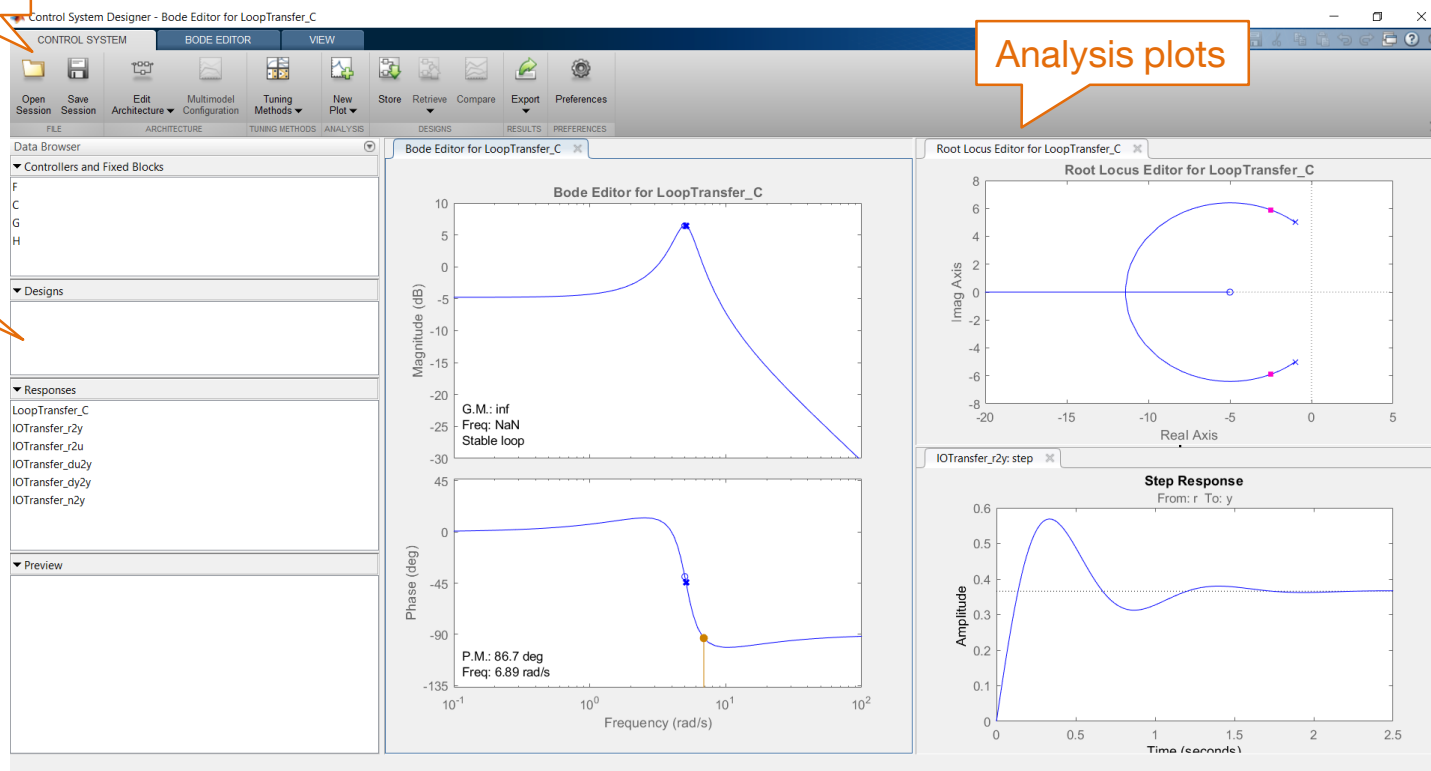 Control System Designer - Bode Editor for LoopTransfer_C
CONTROL SYSTEM BODE EDITOR VIEW
Analysis plots
Open Session
Save Session
Edit Architecture
Multimodel Configuration
Tuning Methods
New Plot
Store
Retrieve
Compare
Export
Preferences
FILE ARCHITECTURE TUNING METHODS ANALYSIS DESIGNS RESULTS PREFERENCES
Data Browser
Controllers and Fixed Blocks
F
C
G
H
Designs
Responses
LoopTransfer_C
IOTransfer_r2y
IOTransfer_r2u
IOTransfer_du2y
IOTransfer_dy2y
IOTransfer_n2y
Preview
Bode Editor for LoopTransfer_C
Bode Editor for LoopTransfer_C
Magnitude (dB)
10
5
0
-5
-10
-15
-20
-25
-30
G.M.: inf
Freq: NaN
Stable loop
Phase (deg)
45
0
-45
-90
-135
P.M.: 86.7 deg
Freq: 6.89 rad/s
10-1 100 101 102
Frequency (rad/s)
Root Locus Editor for LoopTransfer_C
Root Locus Editor for LoopTransfer_C
Imag Axis
8
6
4
2
0
-2
-4
-6
-8
-20 -15 -10 -5 0 5
Real Axis
IOTransfer_r2y: step
Step Response
From: r To: y
Amplitude
0.6
0.5
0.4
0.3
0.2
0.1
0
0 0.5 1 1.5 2 2.5
Time (seconds)